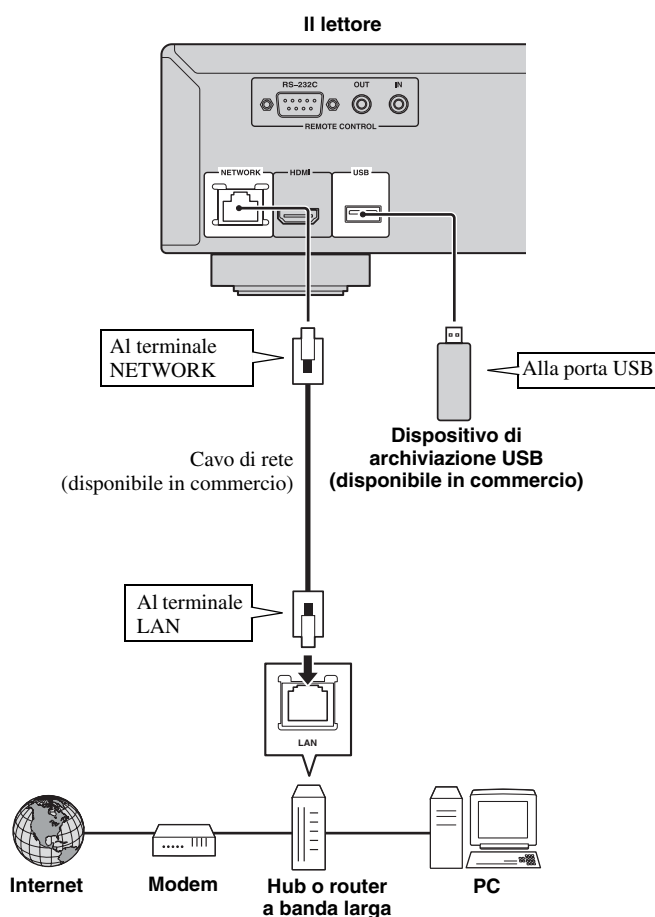 Il lettore
RS–232C
OUT
IN
REMOTE CONTROL
NETWORK
HDMI
USB
Al terminale
NETWORK
Alla porta USB
Dispositivo di
archiviazione USB
(disponibile in commercio)
Cavo di rete
(disponibile in commercio)
Al terminale
LAN
LAN
Internet
Modem
Hub o router
a banda larga
PC